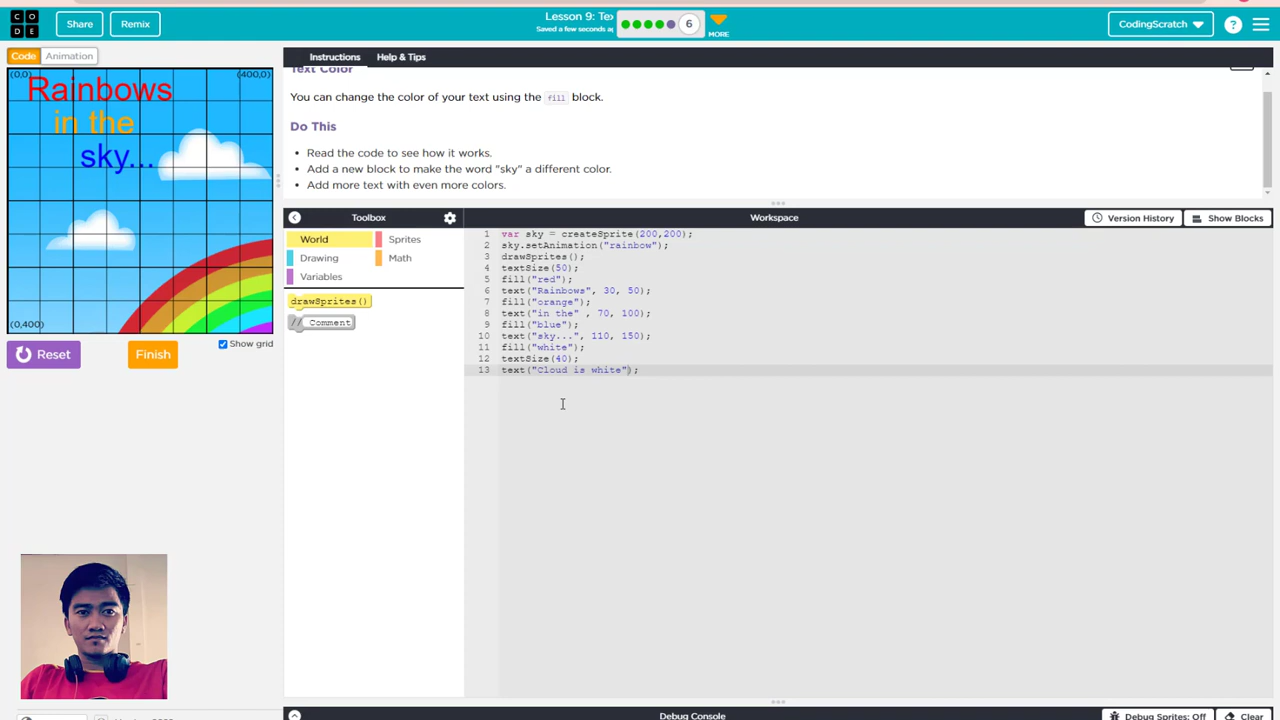 C O
D E
Share
Remix
Lesson 9: Te
Saved a few seconds a
6
MORE
CodingScratch
?
Code
Animation
Instructions
Help & Tips
(0,0)
(400,0)
Rainbows
in the
sky...
(0,400)
Text Color
You can change the color of your text using the fill block.
Do This
• Read the code to see how it works.
• Add a new block to make the word "sky" a different color.
• Add more text with even more colors.
Reset
Finish
Show grid
Toolbox
Workspace
Version History
Show Blocks
World
Sprites
Drawing
Math
Variables
drawSprites()
// Comment
1 var sky = createSprite(200,200);
2 sky.setAnimation("rainbow");
3 drawSprites();
4 textSize(50);
5 fill("red");
6 text("Rainbows", 30, 50);
7 fill("orange");
8 text("in the" , 70, 100);
9 fill("blue");
10 text("sky...", 110, 150);
11 fill("white");
12 textSize(40);
13 text("Cloud is white");
Debug Console
Debug Sprites: Off
Clear